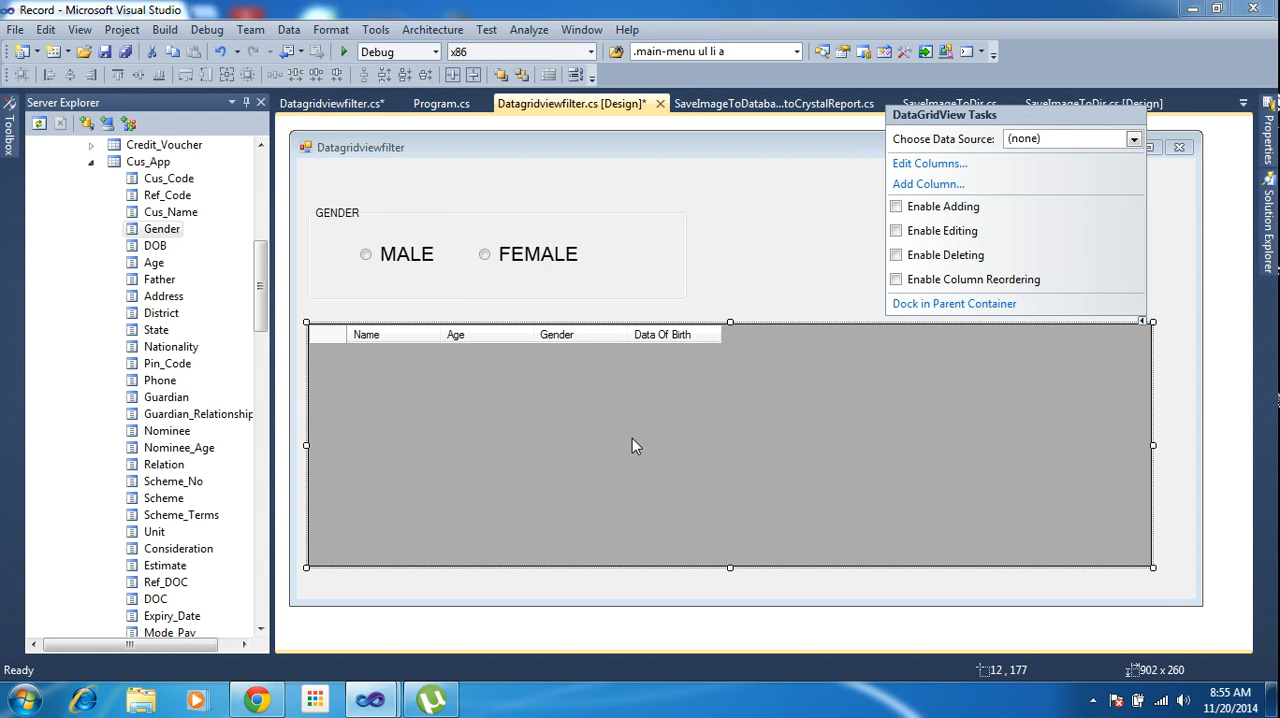 Record - Microsoft Visual Studio
File Edit View Project Build Debug Team Data Format Tools Architecture Test Analyze Window Help
Debug x86 .main-menu ul li a
Server Explorer
Datagridviewfilter.cs* Program.cs Datagridviewfilter.cs [Design]* SaveImageToDataba...toCrystalReport.cs SaveImageToDir.cs SaveImageToDir.cs [Design]
Toolbox
Properties
Solution Explorer
Credit_Voucher
Cus_App
Cus_Code
Ref_Code
Cus_Name
Gender
DOB
Age
Father
Address
District
State
Nationality
Pin_Code
Phone
Guardian
Guardian_Relationship
Nominee
Nominee_Age
Relation
Scheme_No
Scheme
Scheme_Terms
Unit
Consideration
Estimate
Ref_DOC
DOC
Expiry_Date
Mode_Pay
Datagridviewfilter
GENDER
MALE FEMALE
Name Age Gender Data Of Birth
DataGridView Tasks
Choose Data Source: (none)
Edit Columns...
Add Column...
Enable Adding
Enable Editing
Enable Deleting
Enable Column Reordering
Dock in Parent Container
Ready 12 , 177 902 x 260
8:55 AM
11/20/2014